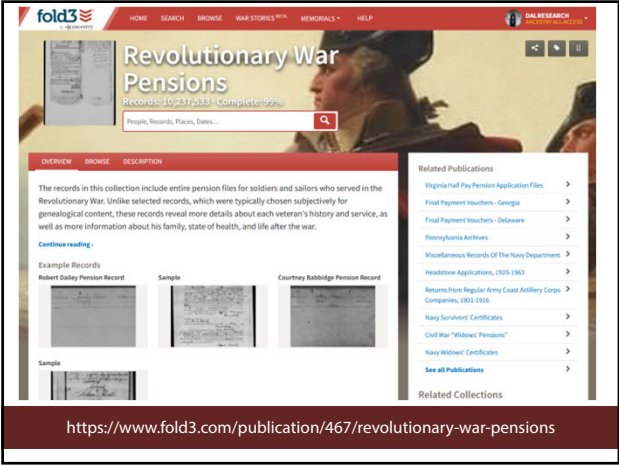 fold3
by ancestry
HOME SEARCH BROWSE WAR STORIES BETA MEMORIALS HELP
DALRESEARCH
ANCESTRY ALL-ACCESS
Revolutionary War
Pensions
Records: 10,237,533 · Complete: 99%
People, Records, Places, Dates...
OVERVIEW BROWSE DESCRIPTION
The records in this collection include entire pension files for soldiers and sailors who served in the
Revolutionary War. Unlike selected records, which were typically chosen subjectively for
genealogical content, these records reveal more details about each veteran's history and service, as
well as more information about his family, state of health, and life after the war.
Continue reading ›
Example Records
Robert Dailey Pension Record
Sample
Courtney Babbidge Pension Record
Sample
Related Publications
Virginia Half Pay Pension Application Files
Final Payment Vouchers - Georgia
Final Payment Vouchers - Delaware
Pennsylvania Archives
Miscellaneous Records Of The Navy Department
Headstone Applications, 1925-1963
Returns from Regular Army Coast Artillery Corps
Companies, 1901-1916
Navy Survivors' Certificates
Civil War "Widows' Pensions"
Navy Widows' Certificates
See all Publications
Related Collections
https://www.fold3.com/publication/467/revolutionary-war-pensions